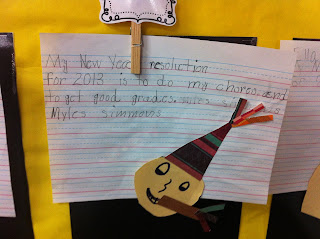 My New Year resolution
for 2013 is to do my chores. and
to get good grades.
Myles Simmons